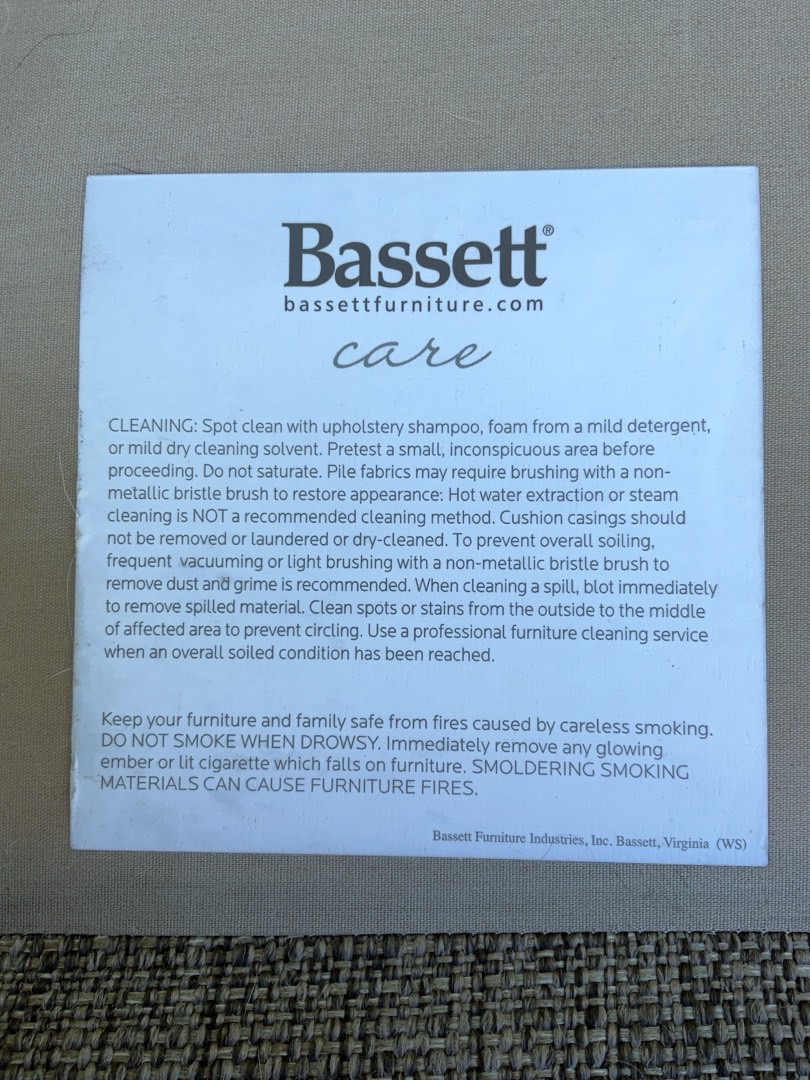 Bassett®
bassettfurniture.com
care
CLEANING: Spot clean with upholstery shampoo, foam from a mild detergent,
or mild dry cleaning solvent. Pretest a small, inconspicuous area before
proceeding. Do not saturate. Pile fabrics may require brushing with a non-
metallic bristle brush to restore appearance: Hot water extraction or steam
cleaning is NOT a recommended cleaning method. Cushion casings should
not be removed or laundered or dry-cleaned. To prevent overall soiling,
frequent vacuuming or light brushing with a non-metallic bristle brush to
remove dust and grime is recommended. When cleaning a spill, blot immediately
to remove spilled material. Clean spots or stains from the outside to the middle
of affected area to prevent circling. Use a professional furniture cleaning service
when an overall soiled condition has been reached.
Keep your furniture and family safe from fires caused by careless smoking.
DO NOT SMOKE WHEN DROWSY. Immediately remove any glowing
ember or lit cigarette which falls on furniture. SMOLDERING SMOKING
MATERIALS CAN CAUSE FURNITURE FIRES.
Bassett Furniture Industries, Inc. Bassett, Virginia (WS)